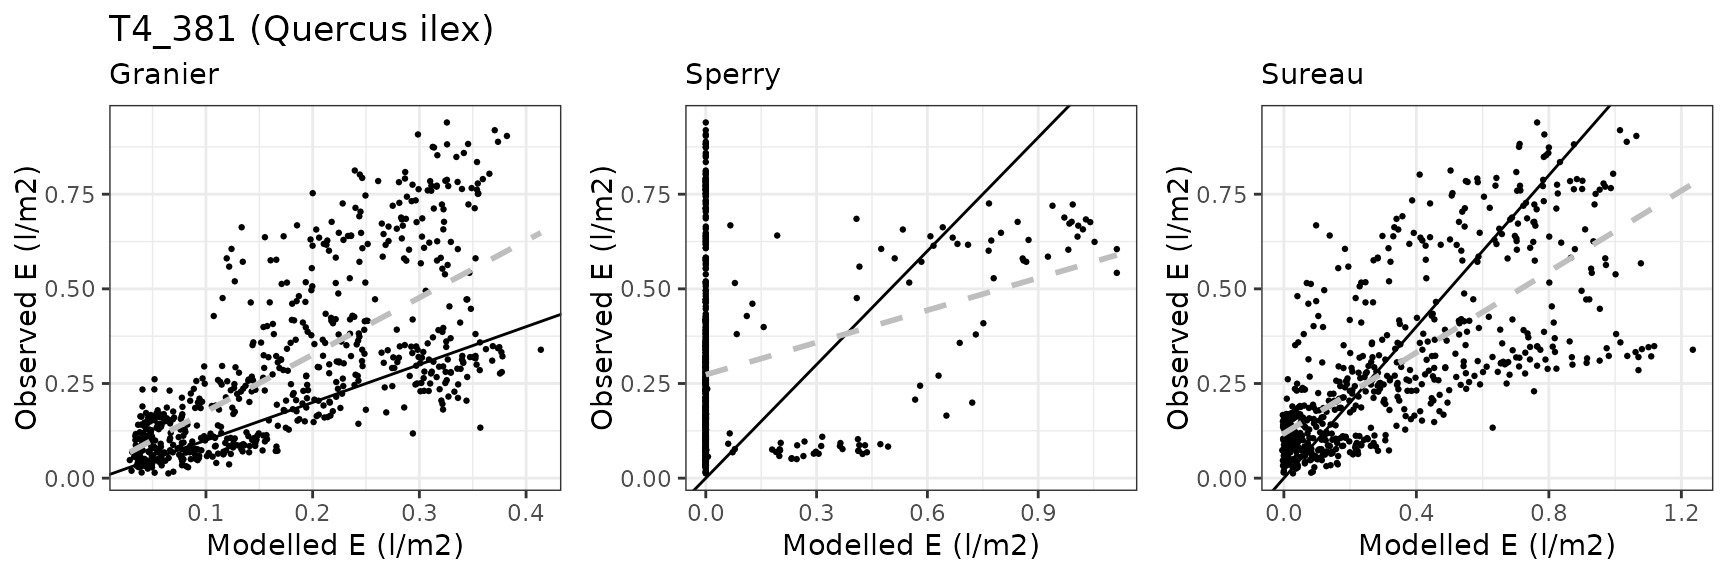 T4_381 (Quercus ilex)
Granier
Sperry
Sureau
Observed E (l/m2)
0.75
0.50
0.25
0.00
0.1 0.2 0.3 0.4
Modelled E (l/m2)
Observed E (l/m2)
0.75
0.50
0.25
0.00
0.0 0.3 0.6 0.9
Modelled E (l/m2)
Observed E (l/m2)
0.75
0.50
0.25
0.00
0.0 0.4 0.8 1.2
Modelled E (l/m2)